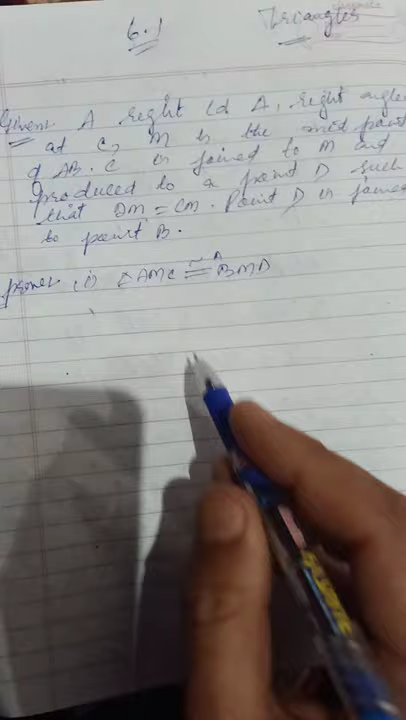 6.1
Triangles
Given A right ∠d Δ, right angled
at C, M is the mid point
of AB. C is joined to M and
produced to a point D such
that DM = CM. Point D is joined
to point B.
prove: (i) ΔAMC ≅ ΔBMD